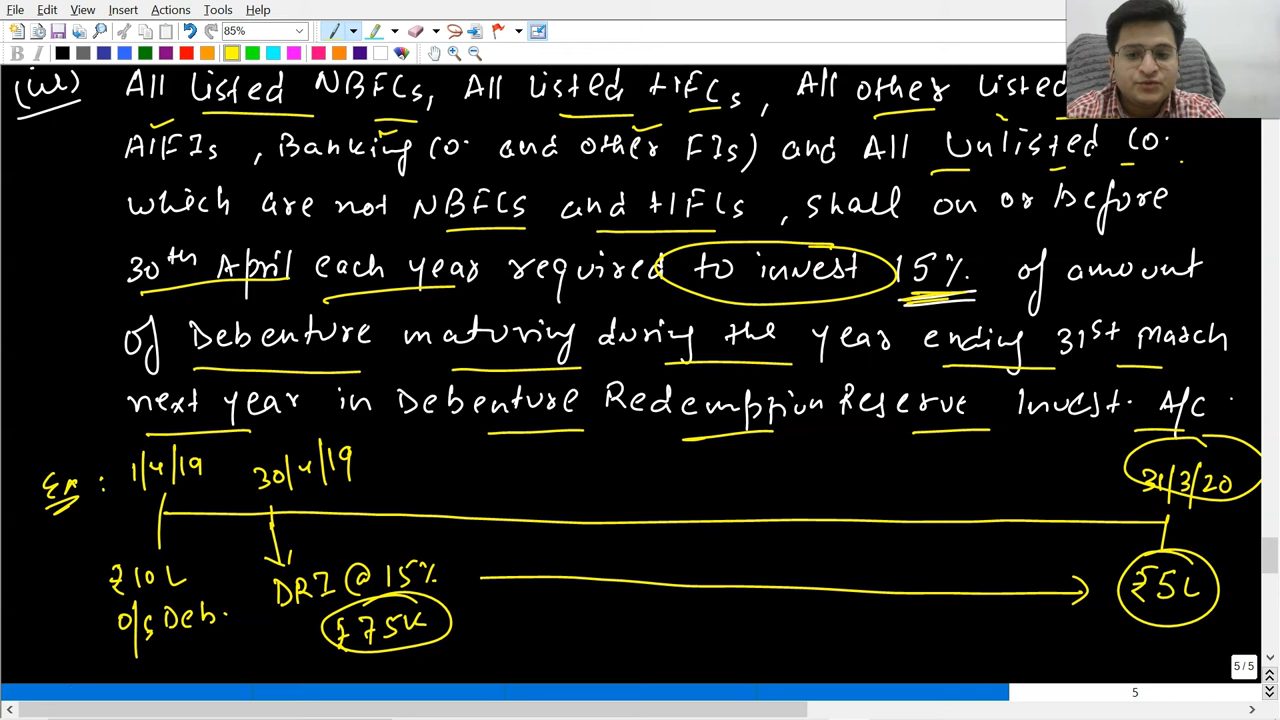 File Edit View Insert Actions Tools Help
85%
B I U
(iii) All listed NBFCs, All listed HFCs, All other listed
AIFIs, Banking Co. and other FIs) and All Unlisted Co.
which are not NBFCs and HFCs, shall on or Before
30th April each year required to invest 15% of amount
of Debenture maturing during the year ending 31st March
next year in Debenture Redemption Reserve Invest. A/C.
Ex: 1/4/19 30/4/19 31/3/20
₹10 L DRI @ 15% ₹5L
O/s Deb. ₹75K
5/5
5